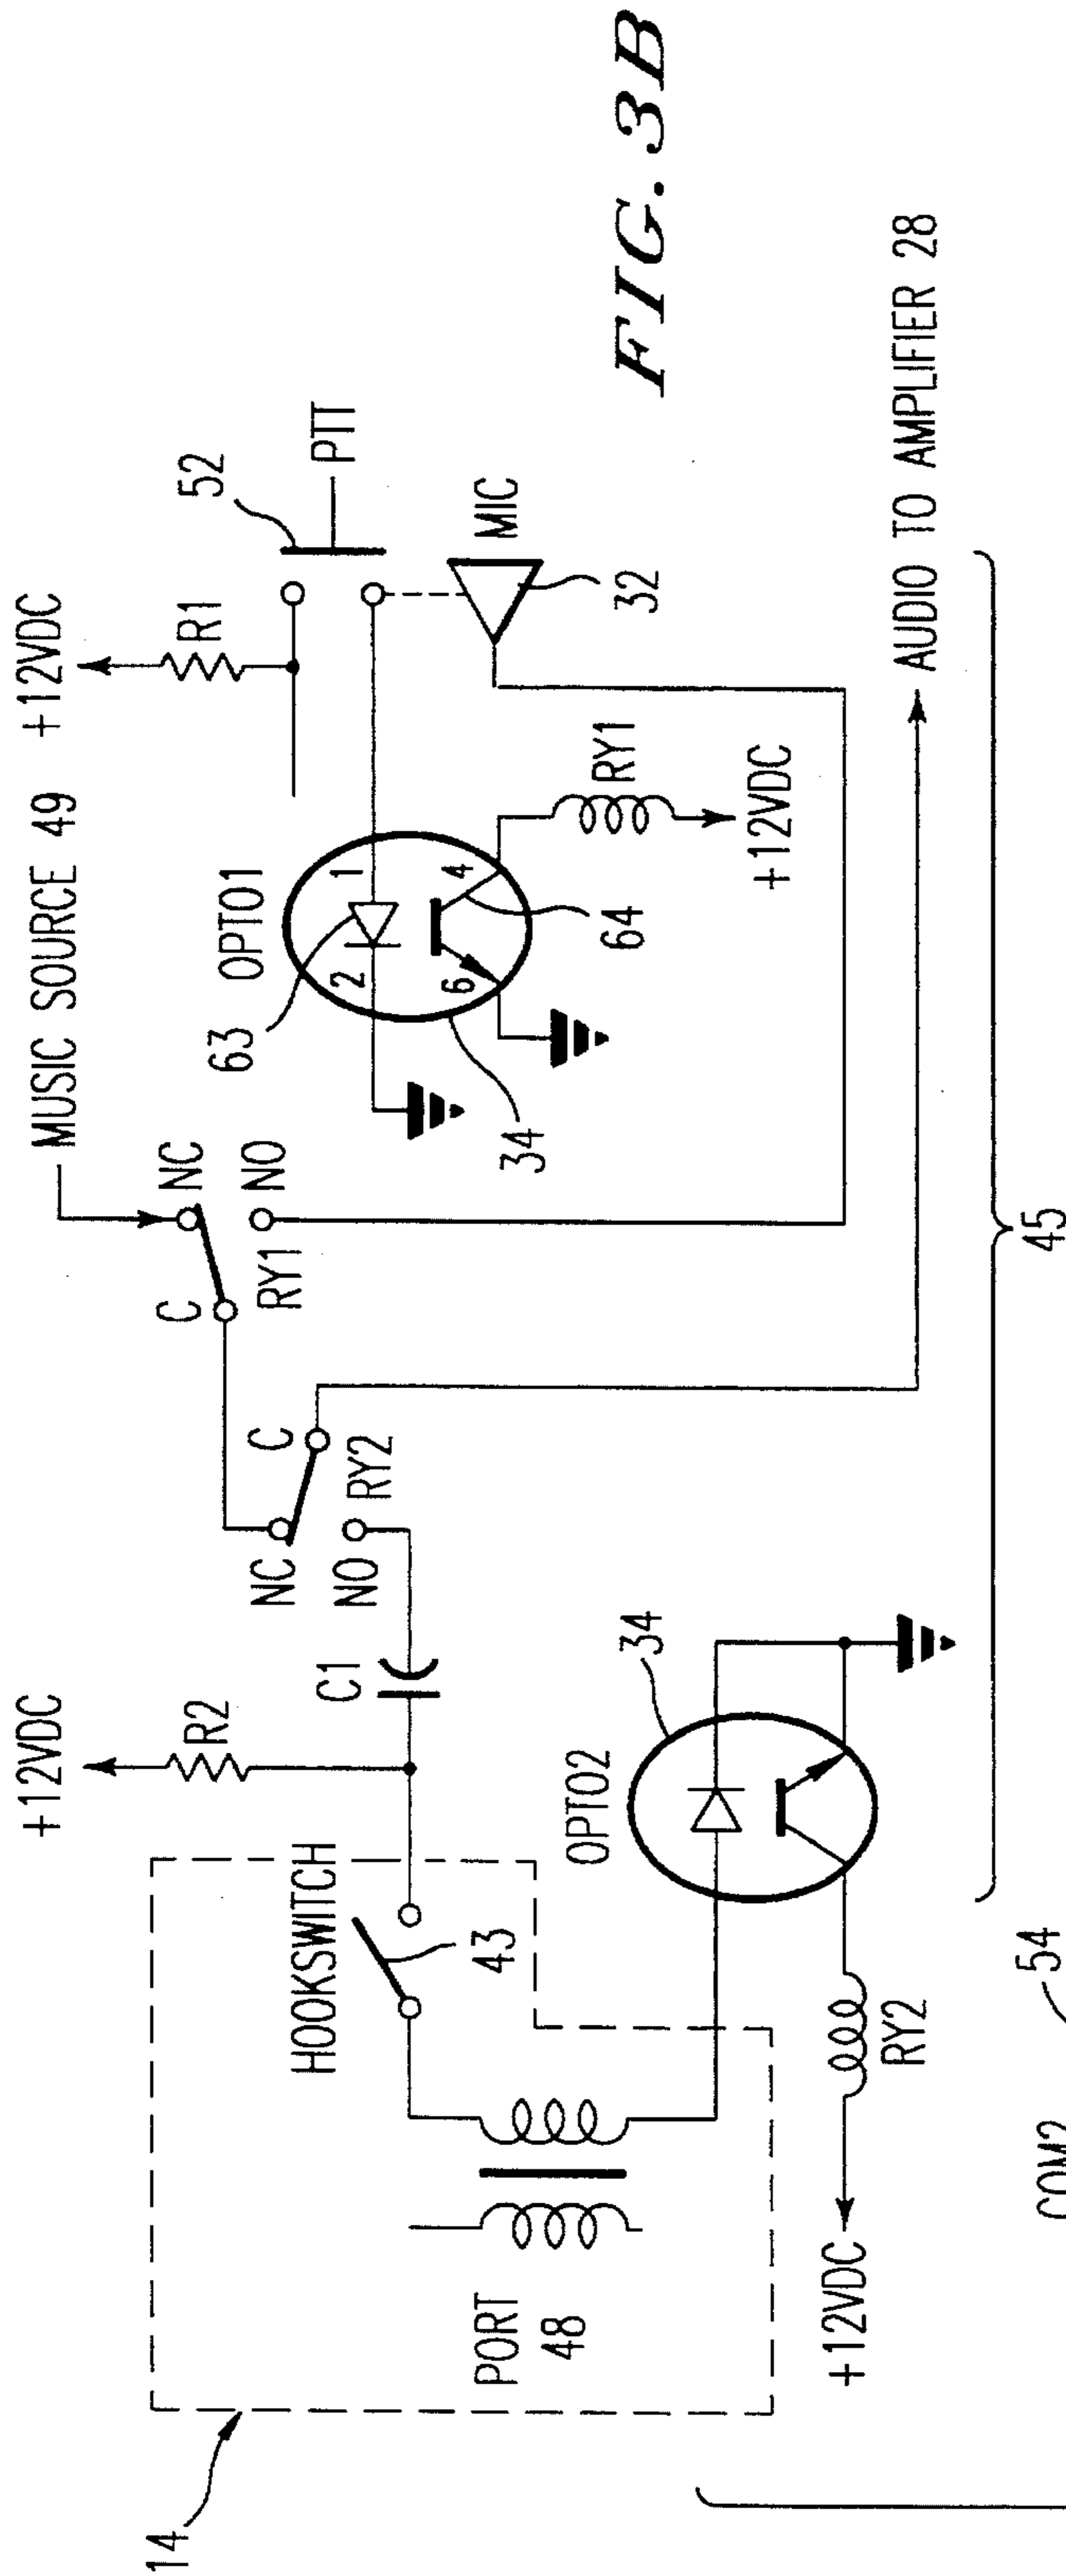 FIG. 3B
14
+12VDC
R2
HOOKSWITCH
43
PORT
48
C1
NC
NO
C
RY2
C
NC
NO
RY1
MUSIC SOURCE 49
+12VDC
R1
52
PTT
OPTO1
63
2
1
6
4
64
34
RY1
+12VDC
MIC
32
OPTO2
34
RY2
+12VDC
AUDIO TO AMPLIFIER 28
45
54
COM2